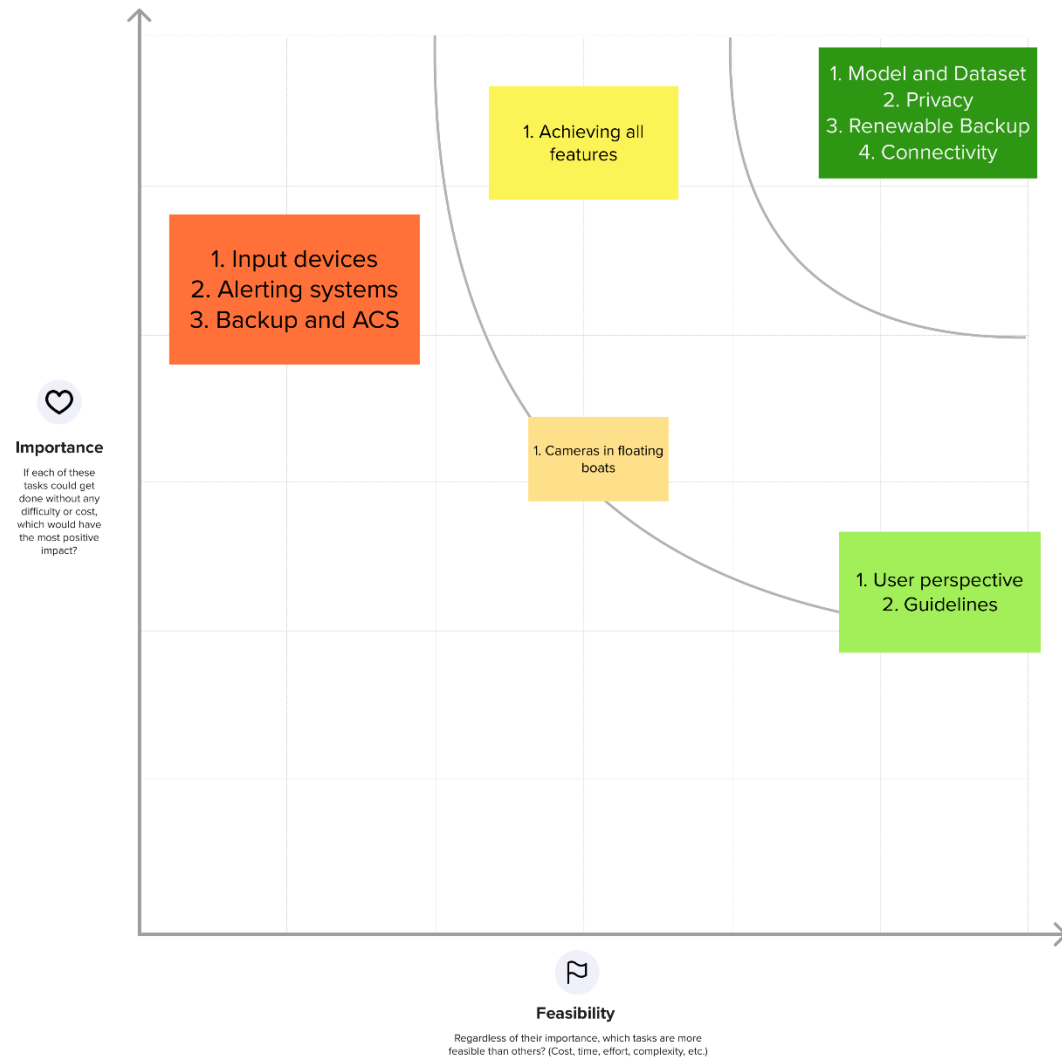 1. Model and Dataset
2. Privacy
3. Renewable Backup
4. Connectivity
1. Achieving all
features
1. Input devices
2. Alerting systems
3. Backup and ACS
Importance
If each of these
tasks could get
done without any
difficulty or cost,
which would have
the most positive
impact?
1. Cameras in floating
boats
1. User perspective
2. Guidelines
Feasibility
Regardless of their importance, which tasks are more
feasible than others? (Cost, time, effort, complexity, etc.)